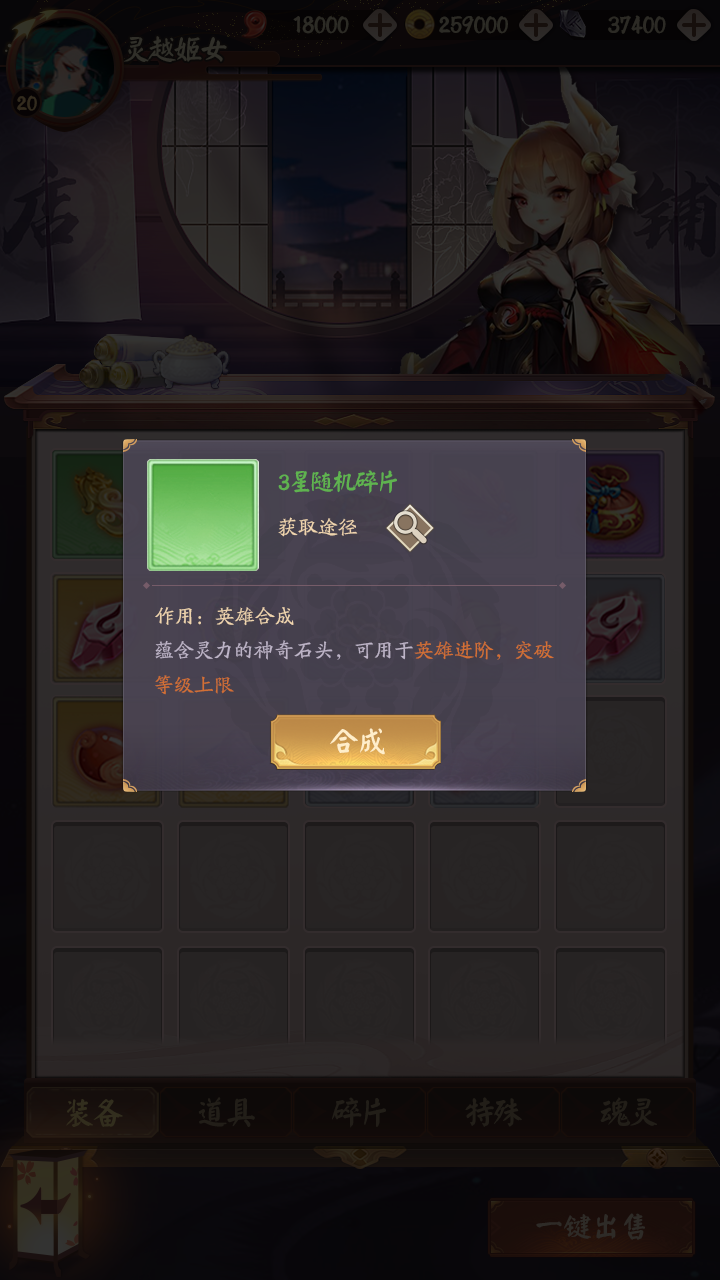 18000
259000
37400
灵越姬女
20
店
铺
3星随机碎片
获取途径
作用：英雄合成
蕴含灵力的神奇石头，可用于英雄进阶，突破
等级上限
合成
装备
道具
碎片
特殊
魂灵
一键出售